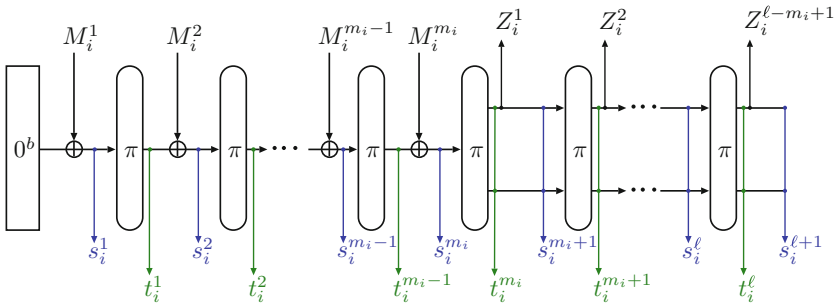 M_i^1 M_i^2 M_i^{m_i-1} M_i^{m_i} Z_i^1 Z_i^2 Z_i^{ℓ-m_i+1}
0^b π π ··· π π π ··· π
s_i^1 s_i^2 s_i^{m_i-1} s_i^{m_i} s_i^{m_i+1} s_i^ℓ s_i^{ℓ+1}
t_i^1 t_i^2 t_i^{m_i-1} t_i^{m_i} t_i^{m_i+1} t_i^ℓ